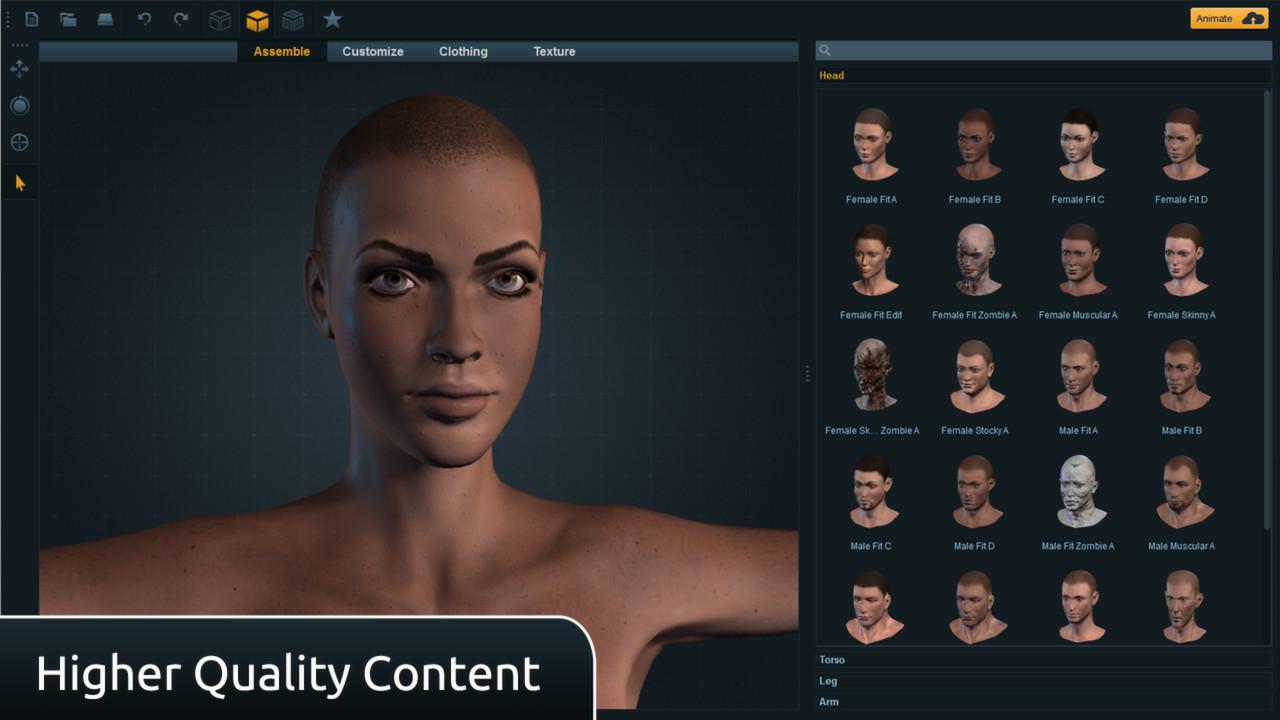 Animate
Assemble Customize Clothing Texture
Head
Female Fit A Female Fit B Female Fit C Female Fit D
Female Fit Edit Female Fit Zombie A Female Muscular A Female Skinny A
Female Sk... Zombie A Female Stocky A Male Fit A Male Fit B
Male Fit C Male Fit D Male Fit Zombie A Male Muscular A
Torso
Leg
Arm
Higher Quality Content